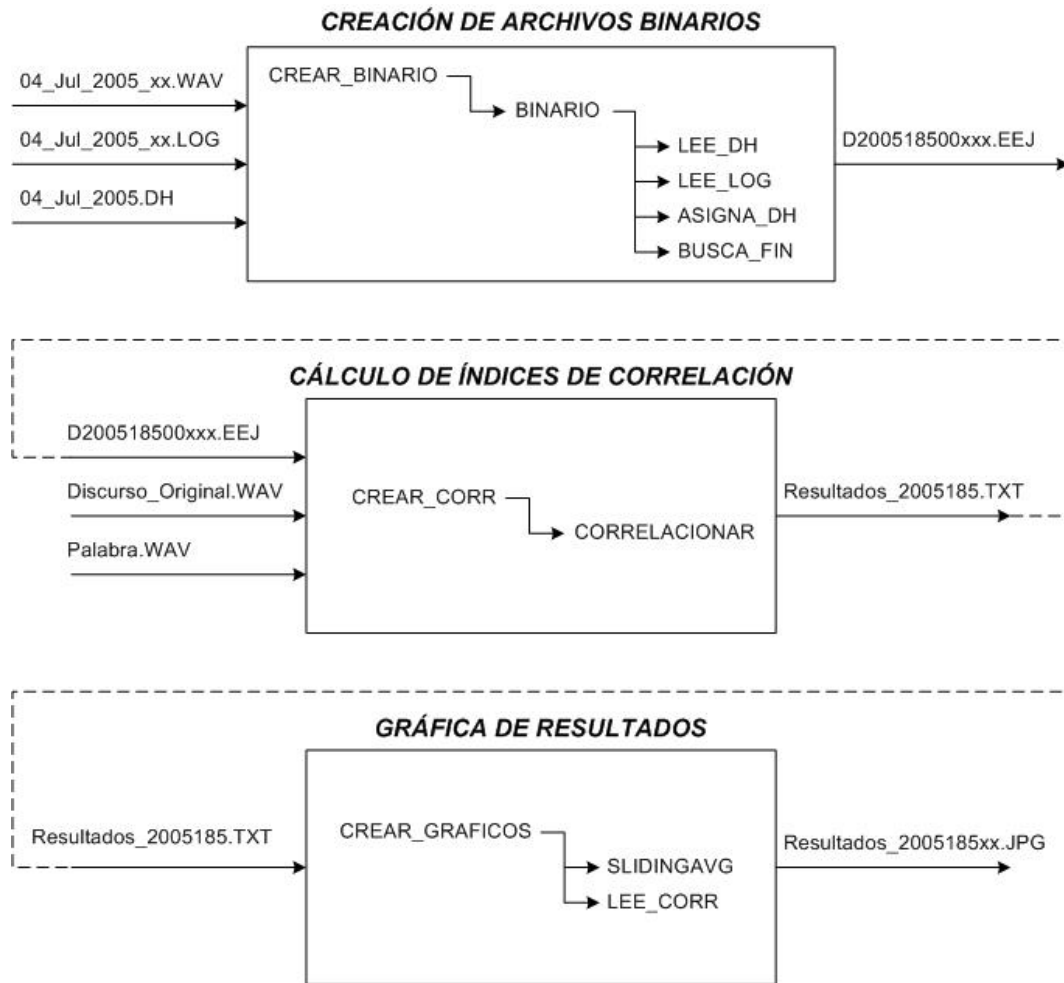 CREACIÓN DE ARCHIVOS BINARIOS
04_Jul_2005_xx.WAV
04_Jul_2005_xx.LOG
04_Jul_2005.DH
CREAR_BINARIO
BINARIO
LEE_DH
LEE_LOG
ASIGNA_DH
BUSCA_FIN
D200518500xxx.EEJ
CÁLCULO DE ÍNDICES DE CORRELACIÓN
D200518500xxx.EEJ
Discurso_Original.WAV
Palabra.WAV
CREAR_CORR
CORRELACIONAR
Resultados_2005185.TXT
GRÁFICA DE RESULTADOS
Resultados_2005185.TXT
CREAR_GRAFICOS
SLIDINGAVG
LEE_CORR
Resultados_2005185xx.JPG